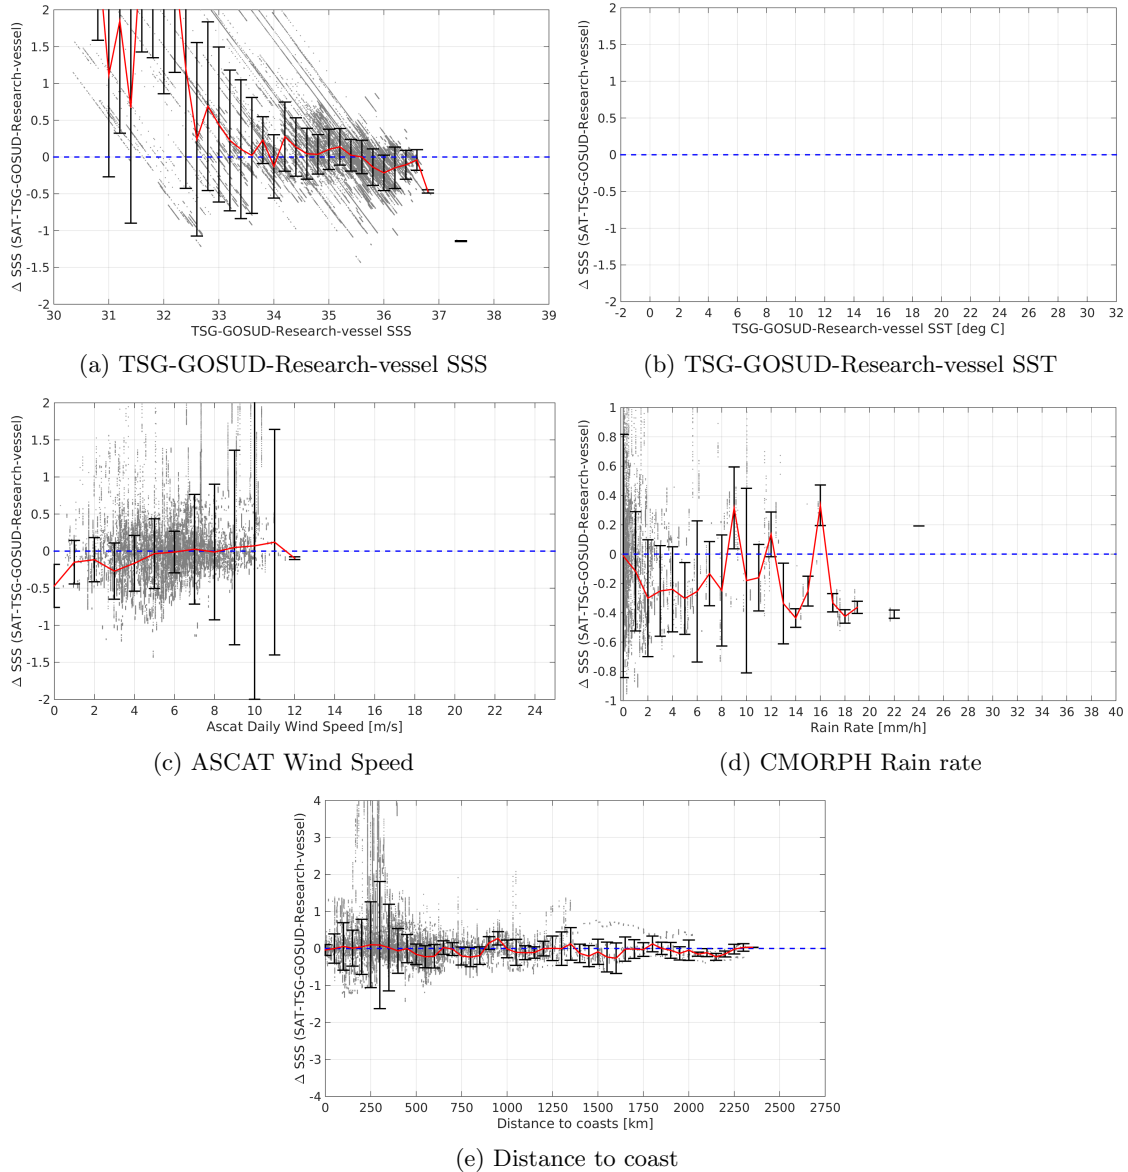 2
1.5
1
0.5
0
-0.5
-1
-1.5
-2
Δ SSS (SAT-TSG-GOSUD-Research-vessel)
30 31 32 33 34 35 36 37 38 39
TSG-GOSUD-Research-vessel SSS
(a) TSG-GOSUD-Research-vessel SSS
2
1.5
1
0.5
0
-0.5
-1
-1.5
-2
Δ SSS (SAT-TSG-GOSUD-Research-vessel)
-2 0 2 4 6 8 10 12 14 16 18 20 22 24 26 28 30 32
TSG-GOSUD-Research-vessel SST [deg C]
(b) TSG-GOSUD-Research-vessel SST
2
1.5
1
0.5
0
-0.5
-1
-1.5
-2
Δ SSS (SAT-TSG-GOSUD-Research-vessel)
0 2 4 6 8 10 12 14 16 18 20 22 24
Ascat Daily Wind Speed [m/s]
(c) ASCAT Wind Speed
1
0.8
0.6
0.4
0.2
0
-0.2
-0.4
-0.6
-0.8
-1
Δ SSS (SAT-TSG-GOSUD-Research-vessel)
0 2 4 6 8 10 12 14 16 18 20 22 24 26 28 30 32 34 36 38 40
Rain Rate [mm/h]
(d) CMORPH Rain rate
4
3
2
1
0
-1
-2
-3
-4
Δ SSS (SAT-TSG-GOSUD-Research-vessel)
0 250 500 750 1000 1250 1500 1750 2000 2250 2500 2750
Distance to coasts [km]
(e) Distance to coast